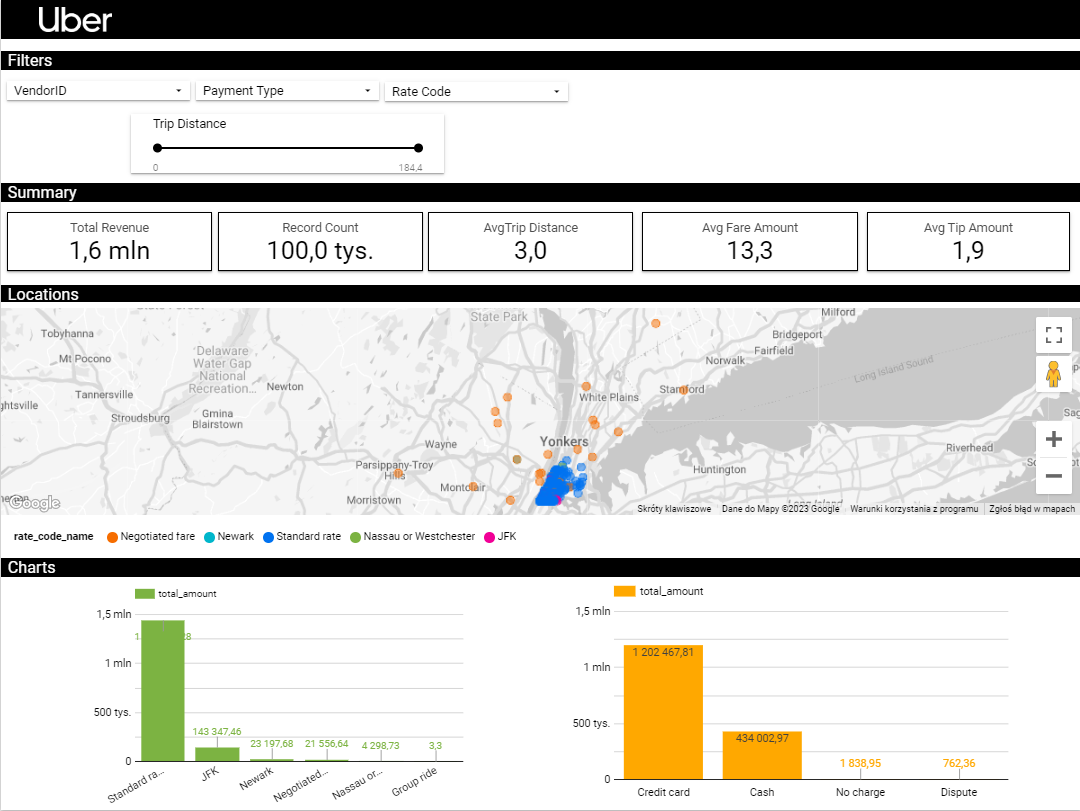 Uber
Filters
VendorID
Payment Type
Rate Code
Trip Distance
0
184,4
Summary
Total Revenue
1,6 mln
Record Count
100,0 tys.
AvgTrip Distance
3,0
Avg Fare Amount
13,3
Avg Tip Amount
1,9
Locations
State Park
Milford
Tobyhanna
Bridgeport
Mt Pocono
Delaware
Water Gap
National
Recreation...
Fairfield
Norwalk
Long Island Sound
Newton
Stamford
Tannersville
White Plains
Stroudsburg
Gmina
Blairstown
Yonkers
Wayne
Riverhead
Parsippany-Troy
Hills
Huntington
Montclair
Morristown
Long Island
Google
Skróty klawiszowe
Dane do Mapy ©2023 Google
Warunki korzystania z programu
Zgłoś błąd w mapach
rate_code_name
Negotiated fare
Newark
Standard rate
Nassau or Westchester
JFK
Charts
total_amount
1,5 mln
1 mln
500 tys.
0
143 347,46
23 197,68
21 556,64
4 298,73
3,3
Standard ra...
JFK
Newark
Negotiated...
Nassau or...
Group ride
total_amount
1,5 mln
1 mln
500 tys.
0
1 202 467,81
434 002,97
1 838,95
762,36
Credit card
Cash
No charge
Dispute